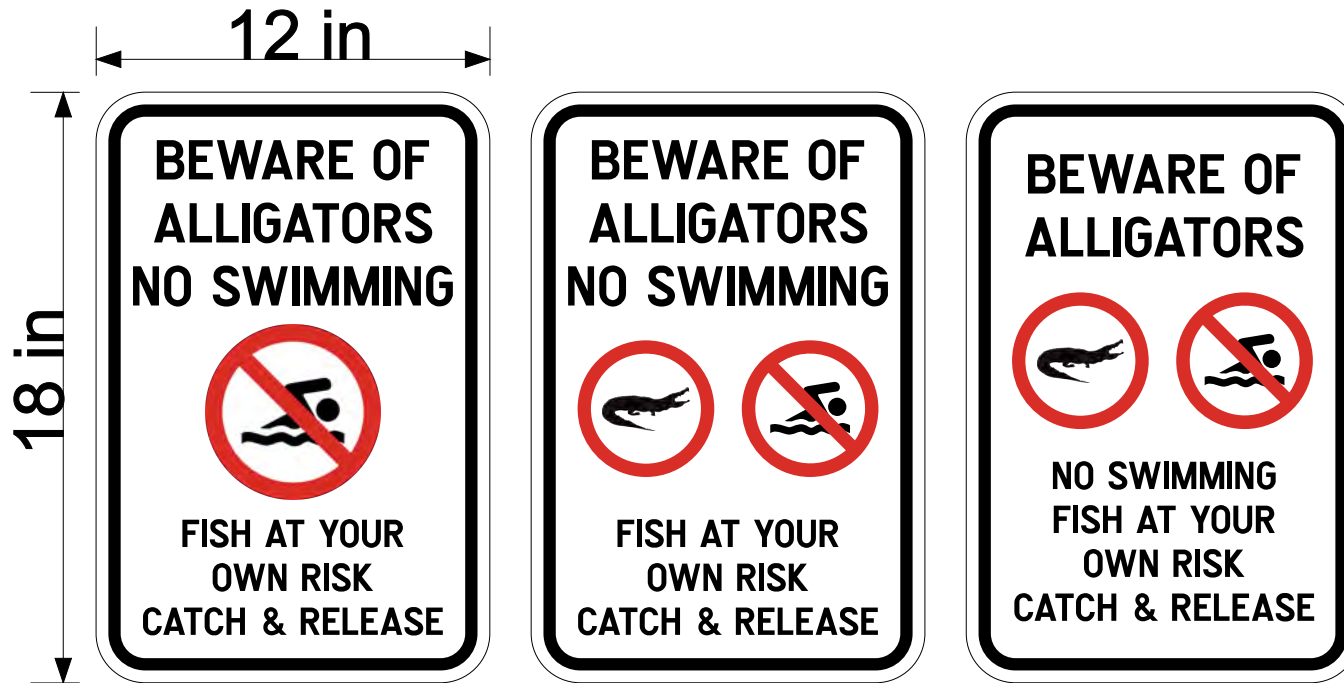 12 in
18 in
BEWARE OF
ALLIGATORS
NO SWIMMING
FISH AT YOUR
OWN RISK
CATCH & RELEASE
BEWARE OF
ALLIGATORS
NO SWIMMING
FISH AT YOUR
OWN RISK
CATCH & RELEASE
BEWARE OF
ALLIGATORS
NO SWIMMING
FISH AT YOUR
OWN RISK
CATCH & RELEASE